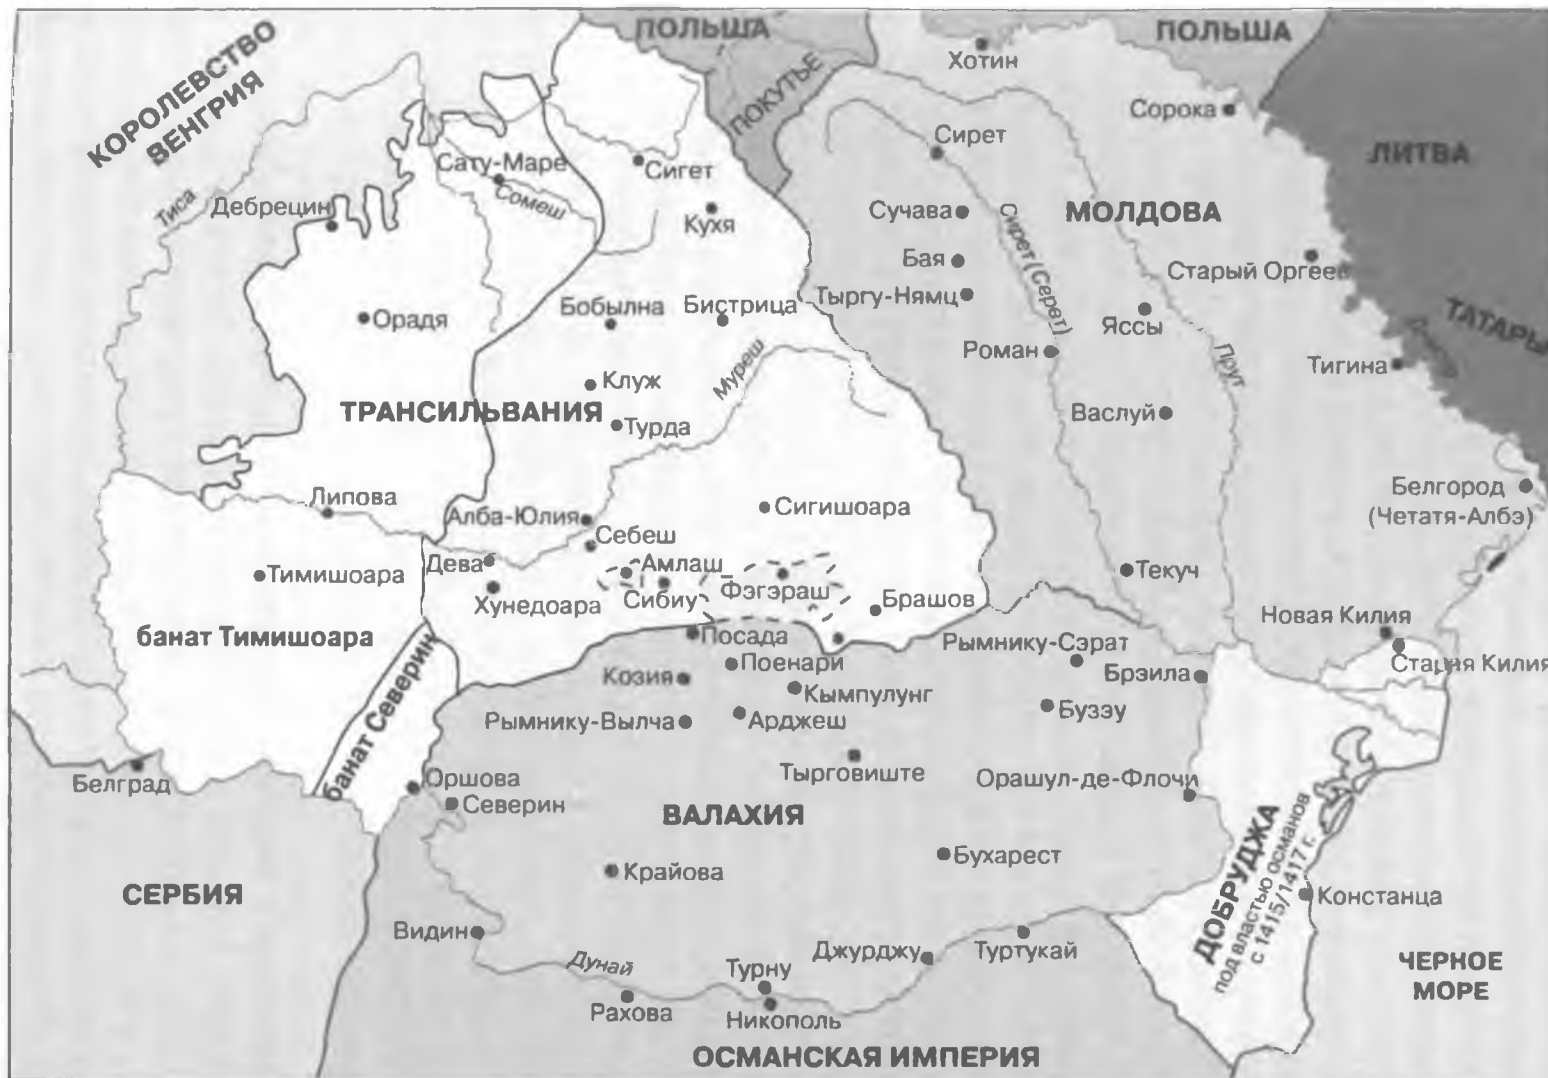 КОРОЛЕВСТВО
ВЕНГРИЯ
ПОЛЬША
ПОЛЬША
ПОКУТЬЕ
Хотин
Сорока
ЛИТВА
Сирет
Сату-Маре
Сомеш
Сигет
Тиса
Дебрецин
Кухя
Сучава
Сирет (Серет)
МОЛДОВА
Бая
Старый Оргеев
Тыргу-Нямц
Яссы
ТАТАРЫ
Орадя
Бобылна
Бистрица
Роман
Прут
Тигина
Муреш
Клуж
ТРАНСИЛЬВАНИЯ
Турда
Васлуй
Липова
Алба-Юлия
Сигишоара
Белгород
(Четатя-Албэ)
Себеш
Тимишоара
Дева
Амлаш
Фэгэраш
Текуч
Хунедоара
Сибиу
Брашов
банат Тимишоара
банат Северин
Посада
Рымнику-Сэрат
Новая Килия
Старая Килия
Козия
Поенари
Кымпулунг
Брэила
Рымнику-Вылча
Арджеш
Бузэу
Белград
Оршова
Северин
Тырговиште
Орашул-де-Флочи
ВАЛАХИЯ
СЕРБИЯ
Крайова
Бухарест
ДОБРУДЖА
под властью османов
с 1415/1417 г.
Констанца
Видин
Дунай
Джурджу
Туртукай
Турну
Рахова
Никополь
ЧЕРНОЕ
МОРЕ
ОСМАНСКАЯ ИМПЕРИЯ